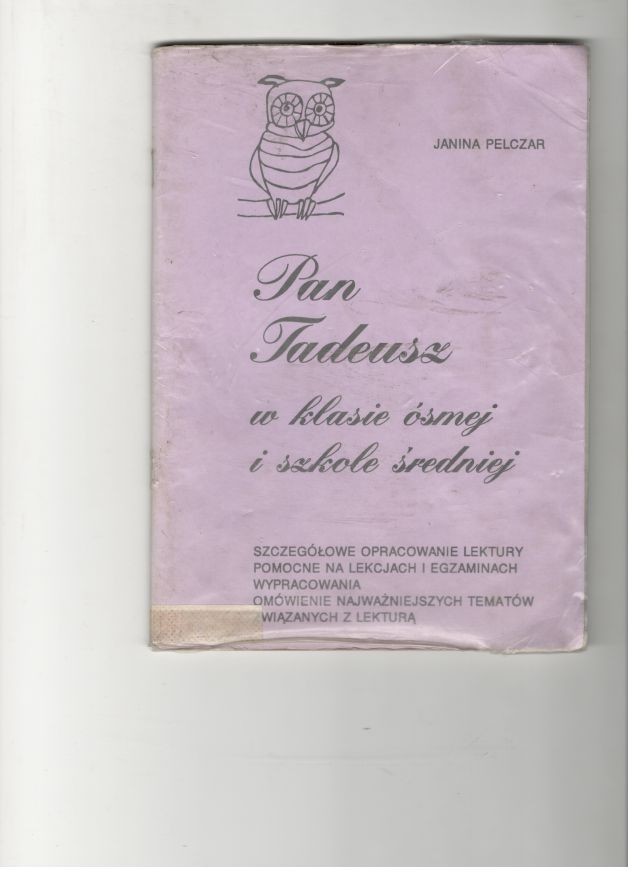 JANINA PELCZAR
Pan
Tadeusz
w klasie ósmej
i szkole średniej
SZCZEGÓŁOWE OPRACOWANIE LEKTURY
POMOCNE NA LEKCJACH I EGZAMINACH
WYPRACOWANIA
OMÓWIENIE NAJWAŻNIEJSZYCH TEMATÓW
ZWIĄZANYCH Z LEKTURĄ